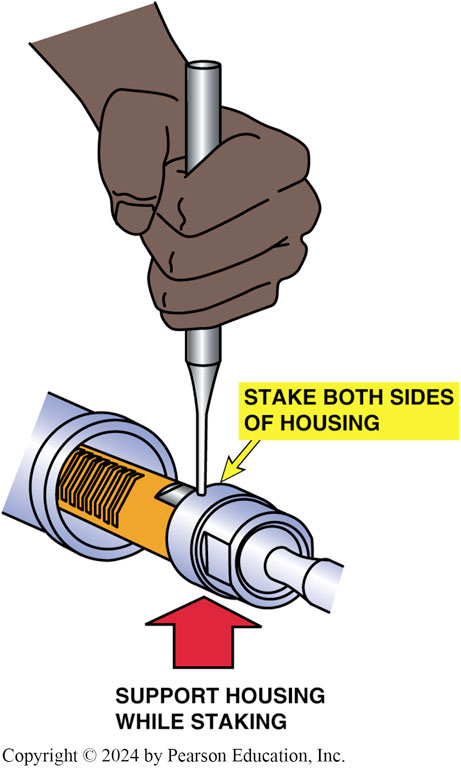 STAKE BOTH SIDES
OF HOUSING
SUPPORT HOUSING
WHILE STAKING
Copyright © 2024 by Pearson Education, Inc.